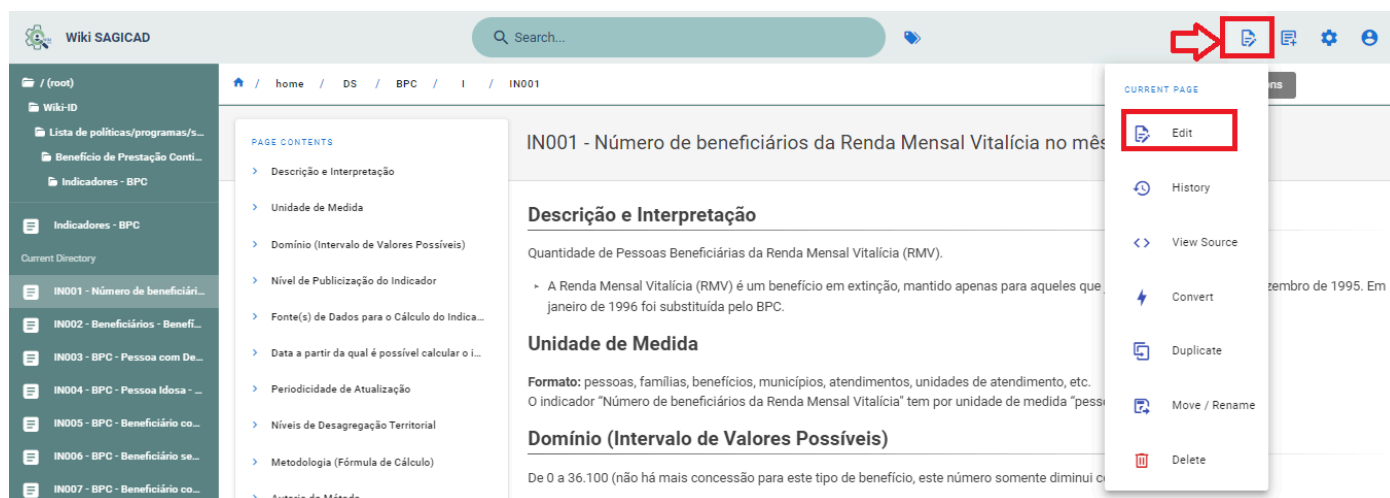 Wiki SAGICAD
Search...
/ (root)
Wiki-ID
Lista de políticas/programas/s...
Benefício de Prestação Conti...
Indicadores - BPC
Indicadores - BPC
Current Directory
IN001 - Número de beneficiári...
IN002 - Beneficiários - Benefí...
IN003 - BPC - Pessoa com De...
IN004 - BPC - Pessoa Idosa - ...
IN005 - BPC - Beneficiário co...
IN006 - BPC - Beneficiário se...
IN007 - BPC - Beneficiário co...
/ home / DS / BPC / I / IN001
PAGE CONTENTS
Descrição e Interpretação
Unidade de Medida
Domínio (Intervalo de Valores Possíveis)
Nível de Publicização do Indicador
Fonte(s) de Dados para o Cálculo do Indica...
Data a partir da qual é possível calcular o i...
Periodicidade de Atualização
Níveis de Desagregação Territorial
Metodologia (Fórmula de Cálculo)
IN001 - Número de beneficiários da Renda Mensal Vitalícia no mês
Descrição e Interpretação
Quantidade de Pessoas Beneficiárias da Renda Mensal Vitalícia (RMV).
A Renda Mensal Vitalícia (RMV) é um benefício em extinção, mantido apenas para aqueles que zembro de 1995. Em
janeiro de 1996 foi substituída pelo BPC.
Unidade de Medida
Formato: pessoas, famílias, benefícios, municípios, atendimentos, unidades de atendimento, etc.
O indicador "Número de beneficiários da Renda Mensal Vitalícia" tem por unidade de medida "pess
Domínio (Intervalo de Valores Possíveis)
De 0 a 36.100 (não há mais concessão para este tipo de benefício, este número somente diminui c
ns
CURRENT PAGE
Edit
History
View Source
Convert
Duplicate
Move / Rename
Delete